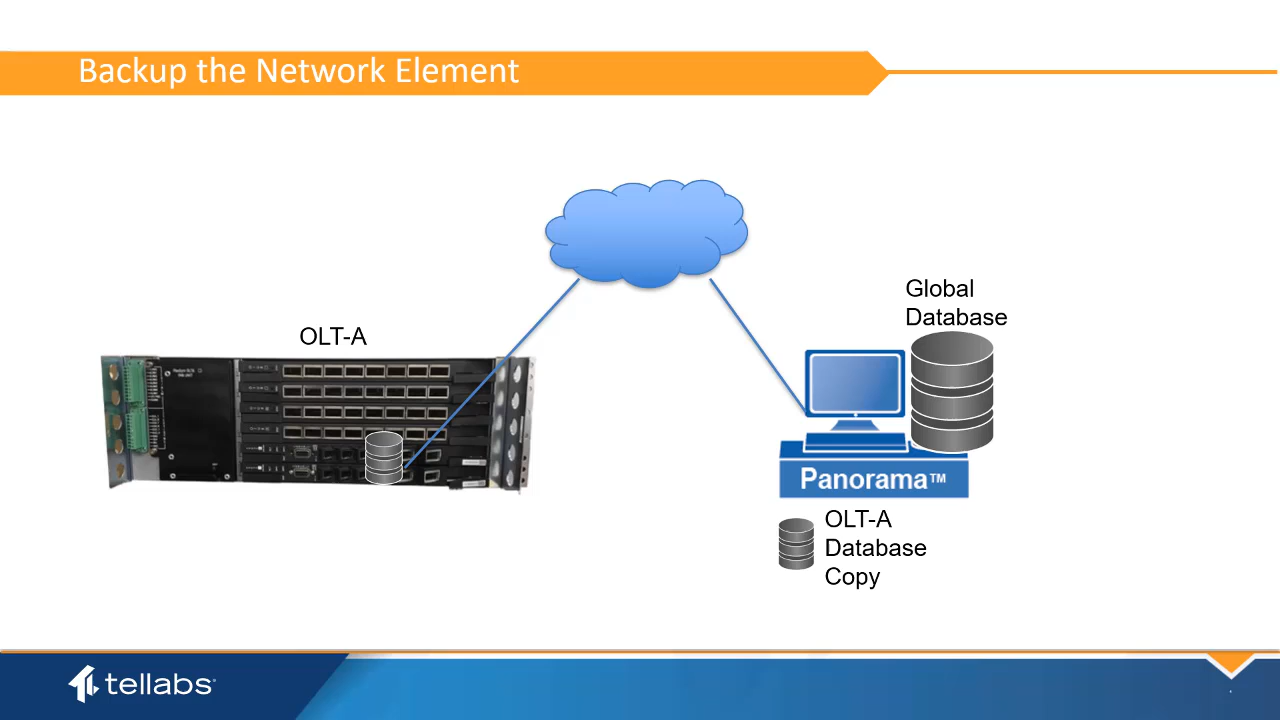 Backup the Network Element
Global
Database
OLT-A
Panorama™
OLT-A
Database
Copy
tellabs